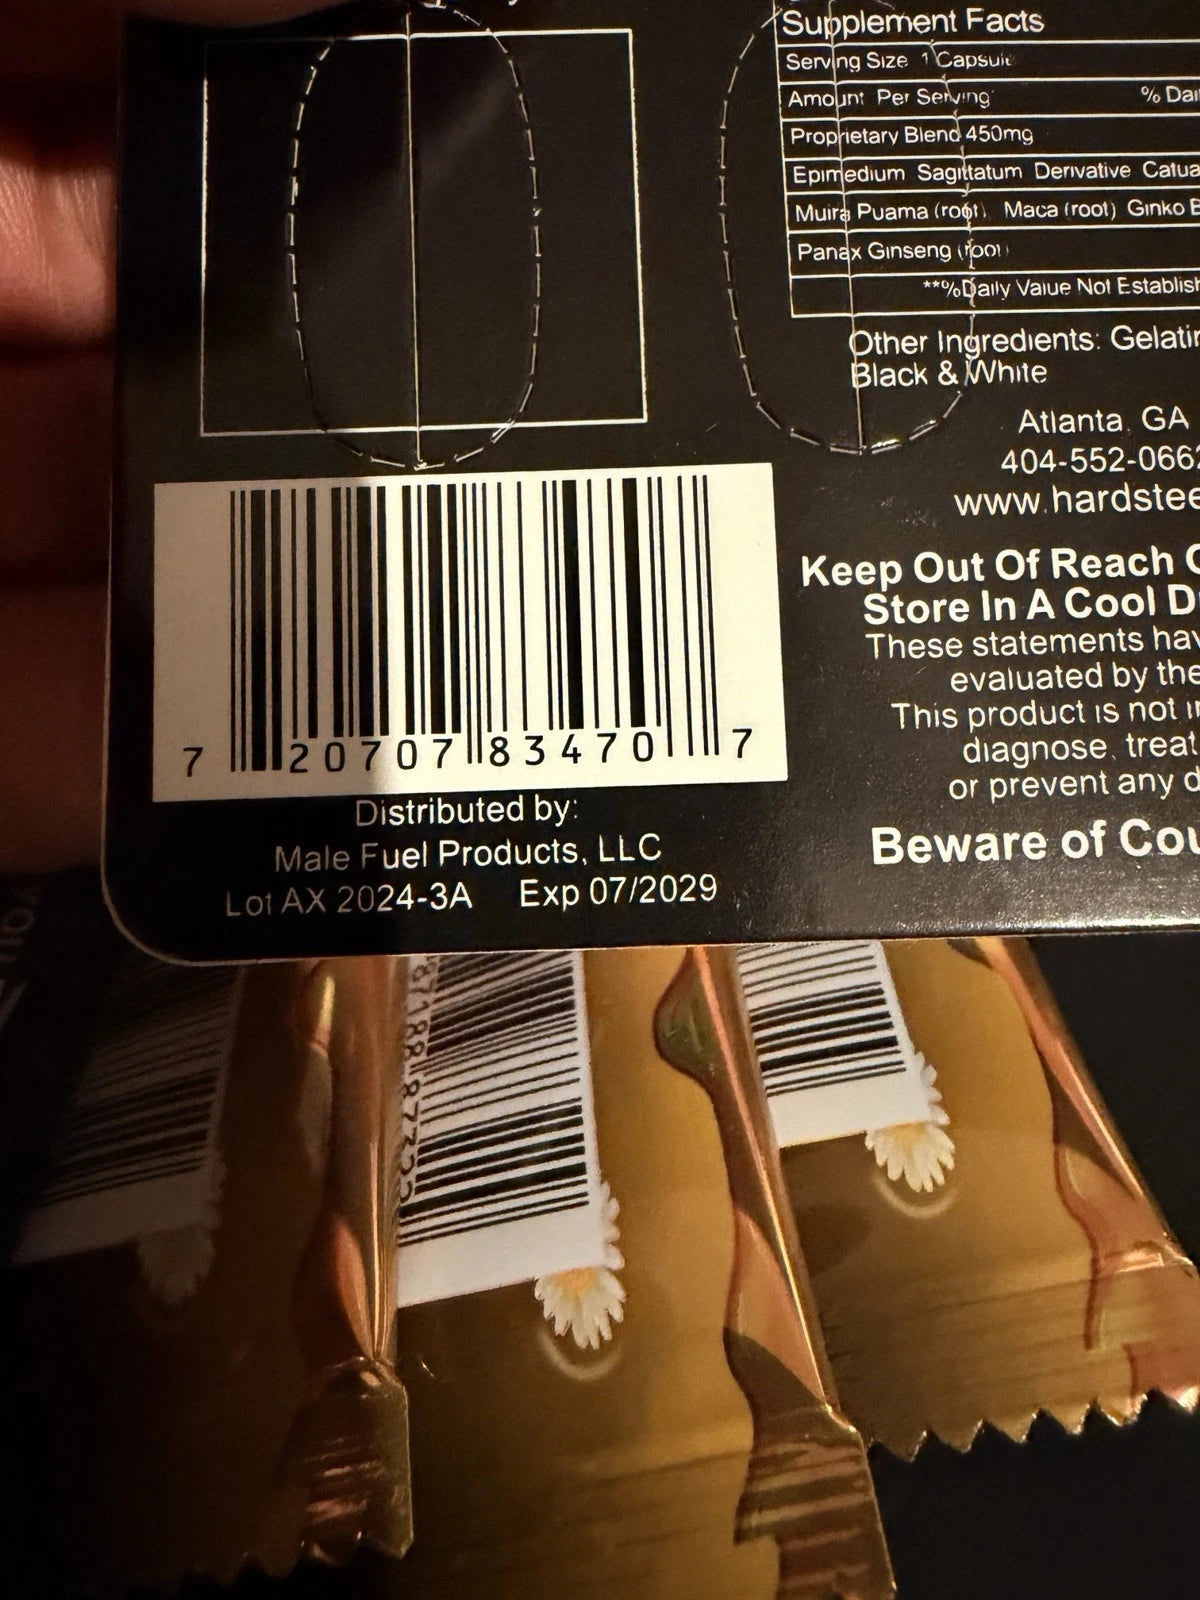 Supplement Facts
Serving Size 1 Capsule
Amount Per Serving % Dai
Proprietary Blend 450mg
Epimedium Sagittatum Derivative Catua
Muira Puama (root), Maca (root) Ginko B
Panax Ginseng (root)
**%Daily Value Not Establish
Other Ingredients: Gelatin
Black & White
Atlanta, GA
404-552-0662
www.hardstee
Keep Out Of Reach O
Store In A Cool Dr
These statements hav
evaluated by the
This product is not in
diagnose, treat
or prevent any d
Beware of Cou
7 20707 83470 7
Distributed by:
Male Fuel Products, LLC
Lot AX 2024-3A Exp 07/2029